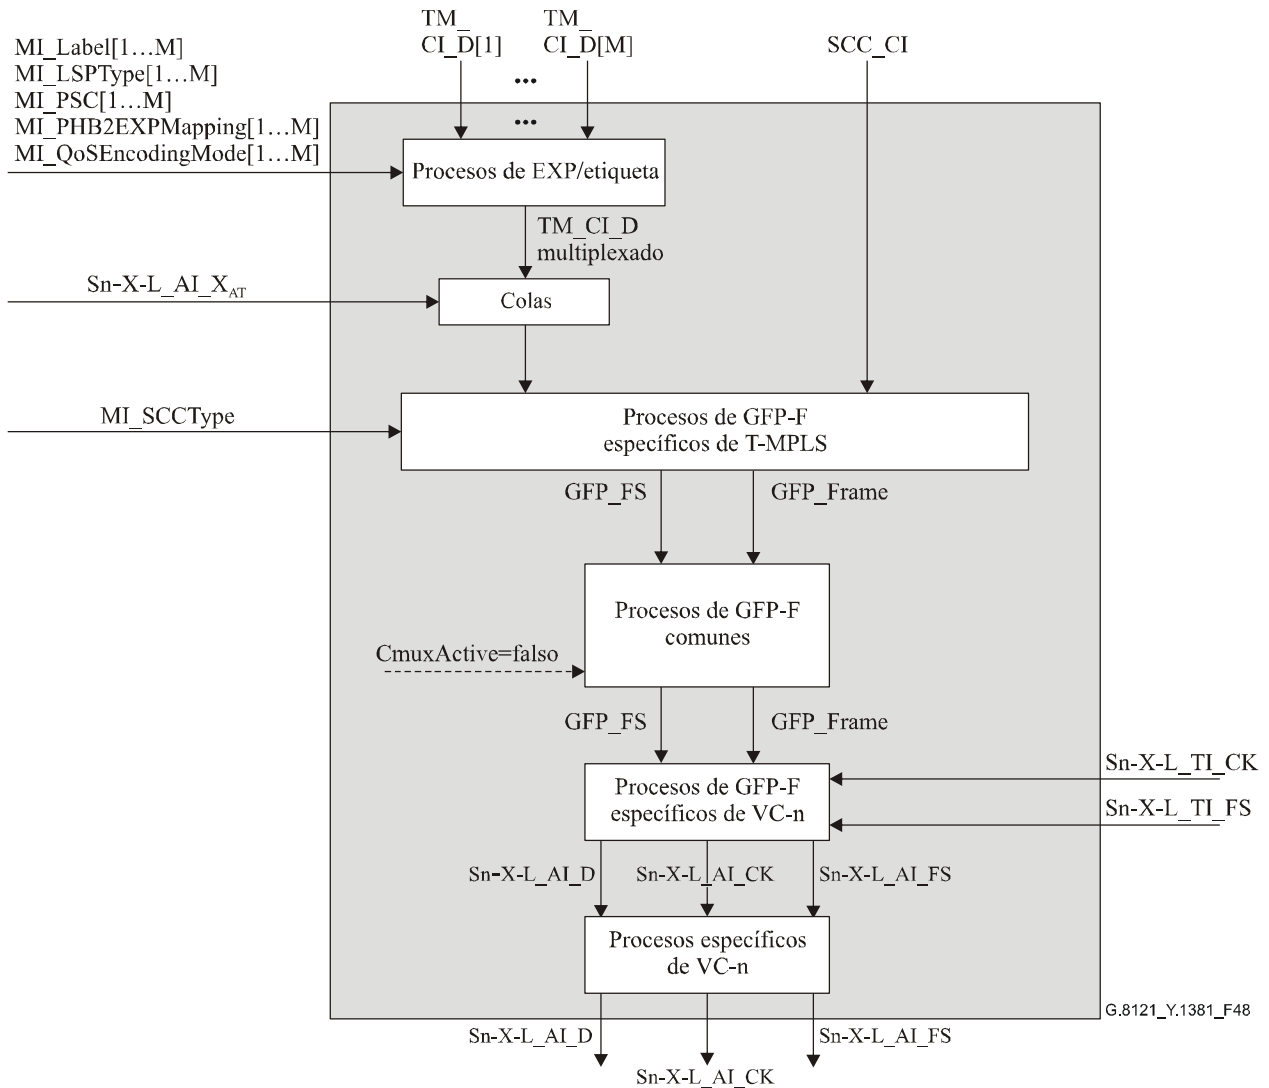 TM_
CI_D[1]
TM_
CI_D[M]
SCC_CI
MI_Label[1...M]
MI_LSPType[1...M]
MI_PSC[1...M]
MI_PHB2EXPMapping[1...M]
MI_QoSEncodingMode[1...M]
...
...
Procesos de EXP/etiqueta
TM_CI_D
multiplexado
Sn-X-L_AI_X_AT
Colas
MI_SCCType
Procesos de GFP-F
específicos de T-MPLS
GFP_FS
GFP_Frame
Procesos de GFP-F
comunes
CmuxActive=falso
GFP_FS
GFP_Frame
Sn-X-L_TI_CK
Procesos de GFP-F
específicos de VC-n
Sn-X-L_TI_FS
Sn-X-L_AI_D
Sn-X-L_AI_CK
Sn-X-L_AI_FS
Procesos específicos
de VC-n
G.8121_Y.1381_F48
Sn-X-L_AI_D
Sn-X-L_AI_FS
Sn-X-L_AI_CK